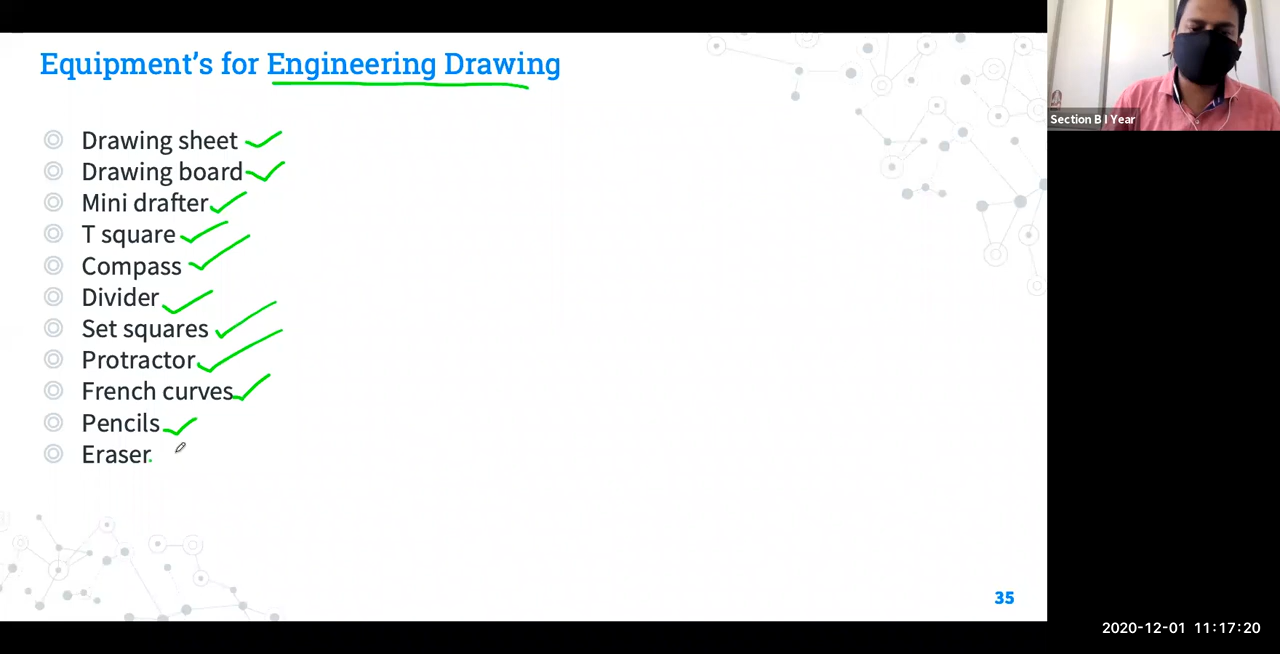 Equipment's for Engineering Drawing
Drawing sheet
Drawing board
Mini drafter
T square
Compass
Divider
Set squares
Protractor
French curves
Pencils
Eraser
35
Section B I Year
2020-12-01 11:17:20